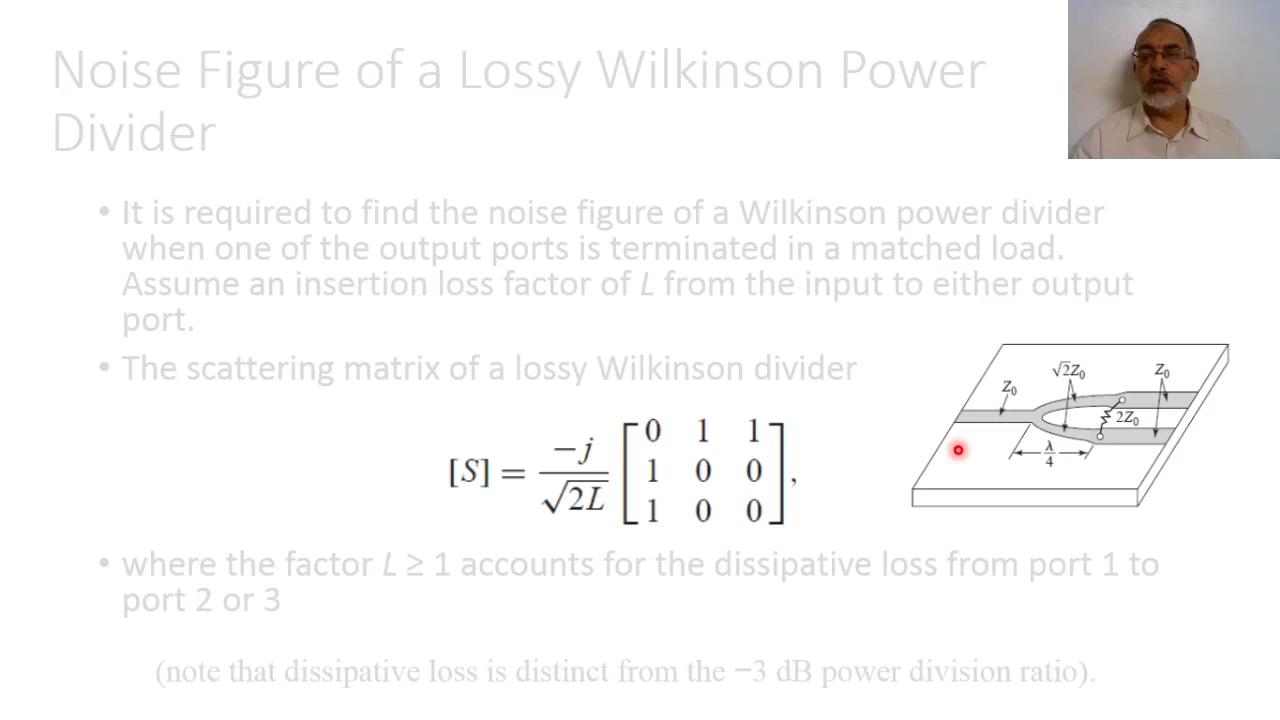 Noise Figure of a Lossy Wilkinson Power
Divider
• It is required to find the noise figure of a Wilkinson power divider
when one of the output ports is terminated in a matched load.
Assume an insertion loss factor of L from the input to either output
port.
• The scattering matrix of a lossy Wilkinson divider
[S] = −j/√2L [0 1 1
1 0 0
1 0 0],
Z₀
√2Z₀
Z₀
2Z₀
λ/4
• where the factor L ≥ 1 accounts for the dissipative loss from port 1 to
port 2 or 3
(note that dissipative loss is distinct from the −3 dB power division ratio).